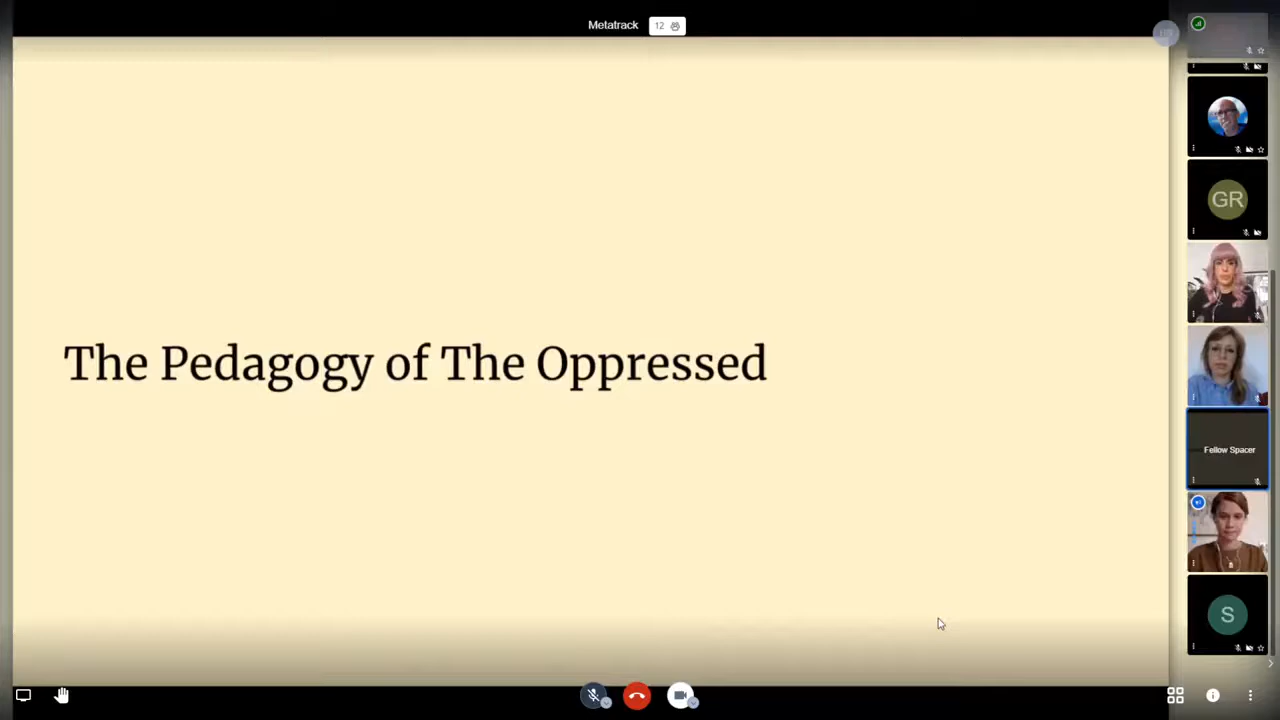 Metatrack 12
The Pedagogy of The Oppressed
GR
Fellow Spacer
S